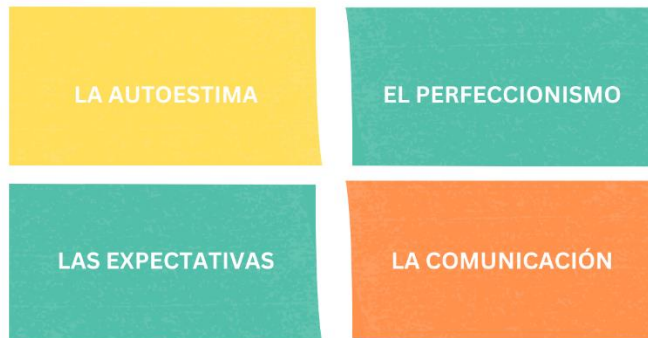 LA AUTOESTIMA
EL PERFECCIONISMO
LAS EXPECTATIVAS
LA COMUNICACIÓN